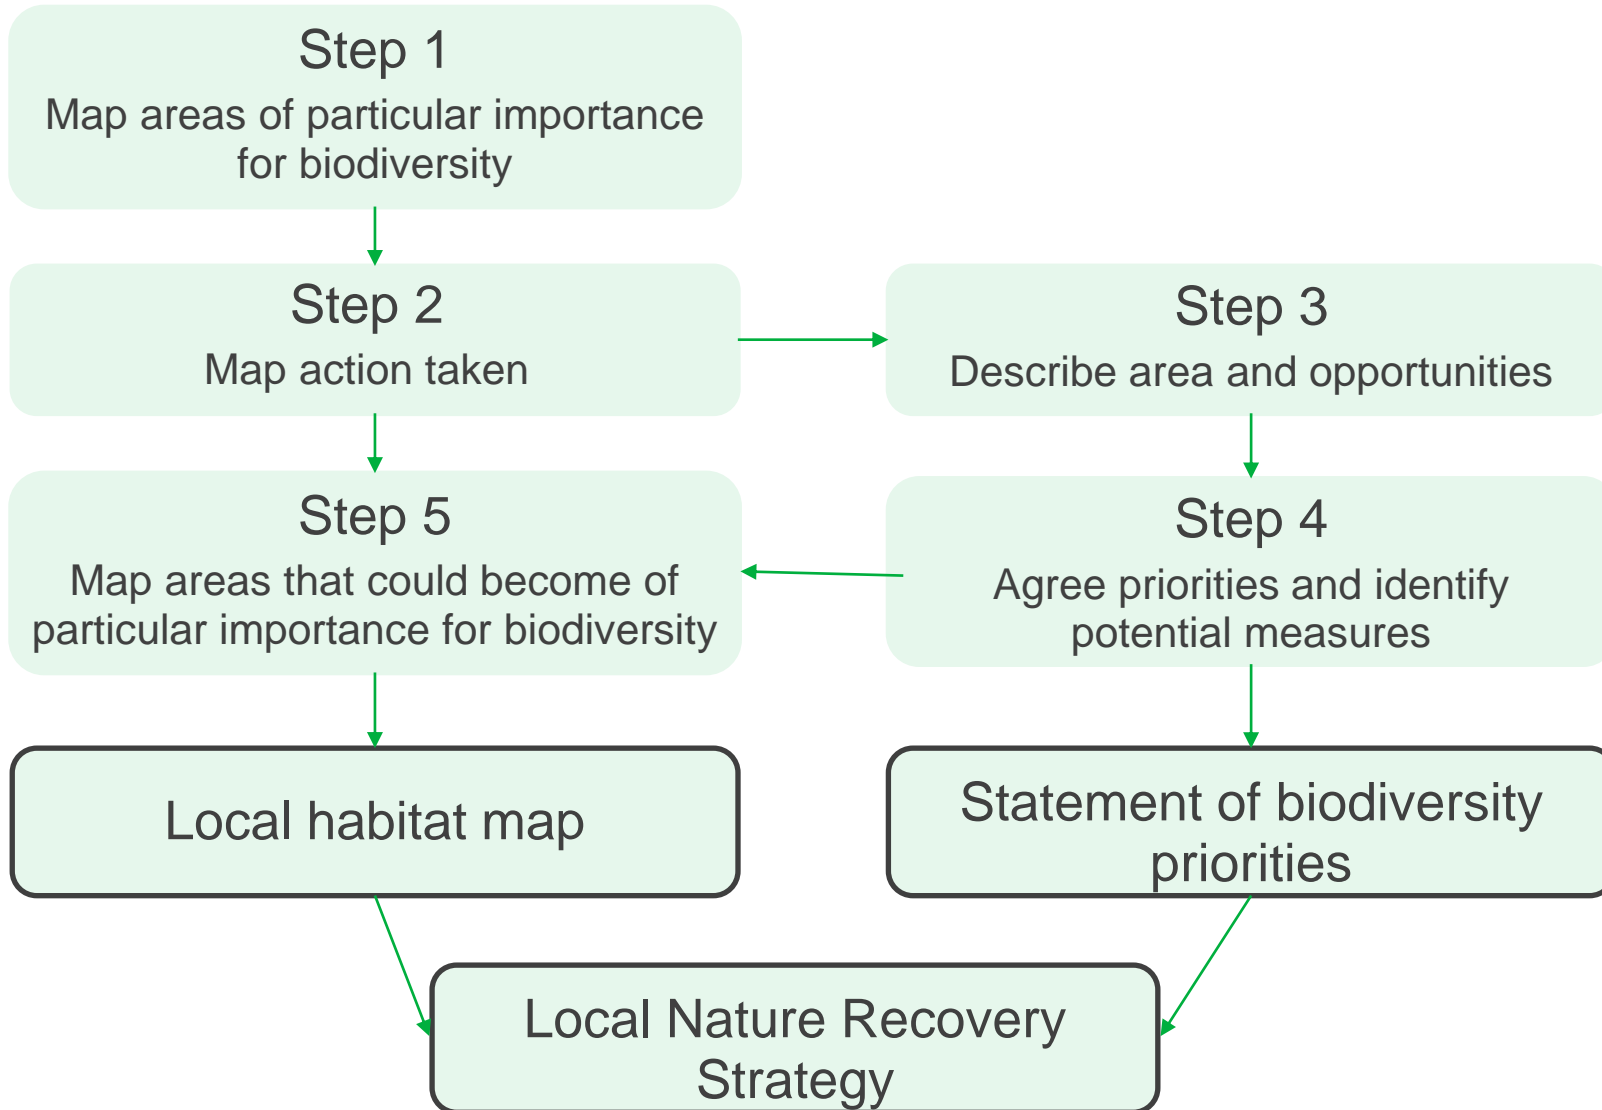 Step 1
Map areas of particular importance
for biodiversity
Step 2
Map action taken
Step 3
Describe area and opportunities
Step 5
Map areas that could become of
particular importance for biodiversity
Step 4
Agree priorities and identify
potential measures
Local habitat map
Statement of biodiversity
priorities
Local Nature Recovery
Strategy